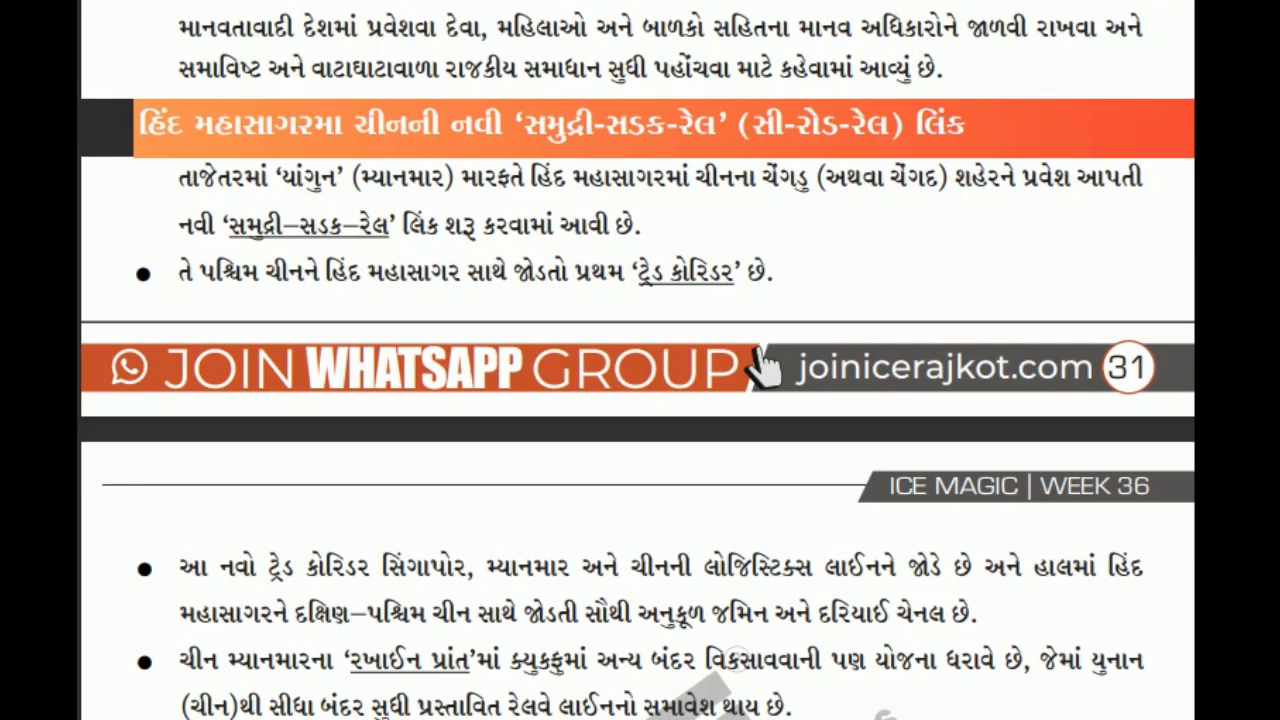 માનવતાવાદી દેશમાં પ્રવેશવા દેવા, મહિલાઓ અને બાળકો સહિતના માનવ અધિકારોને જાળવી રાખવા અને
સમાવિષ્ટ અને વાટાઘાટાવાળા રાજકીય સમાધાન સુધી પહોંચવા માટે કહેવામાં આવ્યું છે.
હિંદ મહાસાગરમા ચીનની નવી ‘સમુદ્રી-સડક-રેલ’ (સી-રોડ-રેલ) લિંક
તાજેતરમાં ‘યાંગુન’ (મ્યાનમાર) મારફતે હિંદ મહાસાગરમાં ચીનના ચેંગડુ (અથવા ચેંગદ) શહેરને પ્રવેશ આપતી
નવી ‘સમુદ્રી–સડક–રેલ’ લિંક શરૂ કરવામાં આવી છે.
● તે પશ્ચિમ ચીનને હિંદ મહાસાગર સાથે જોડતો પ્રથમ ‘ટ્રેડ કોરિડર’ છે.
JOIN WHATSAPP GROUP joinicerajkot.com 31
ICE MAGIC | WEEK 36
● આ નવો ટ્રેડ કોરિડર સિંગાપોર, મ્યાનમાર અને ચીનની લોજિસ્ટિક્સ લાઈનને જોડે છે અને હાલમાં હિંદ
મહાસાગરને દક્ષિણ–પશ્ચિમ ચીન સાથે જોડતી સૌથી અનુકૂળ જમિન અને દરિયાઈ ચેનલ છે.
● ચીન મ્યાનમારના ‘રખાઈન પ્રાંત’માં ક્યુકફુમાં અન્ય બંદર વિકસાવવાની પણ યોજના ધરાવે છે, જેમાં યુનાન
(ચીન)થી સીધા બંદર સુધી પ્રસ્તાવિત રેલવે લાઈનનો સમાવેશ થાય છે.